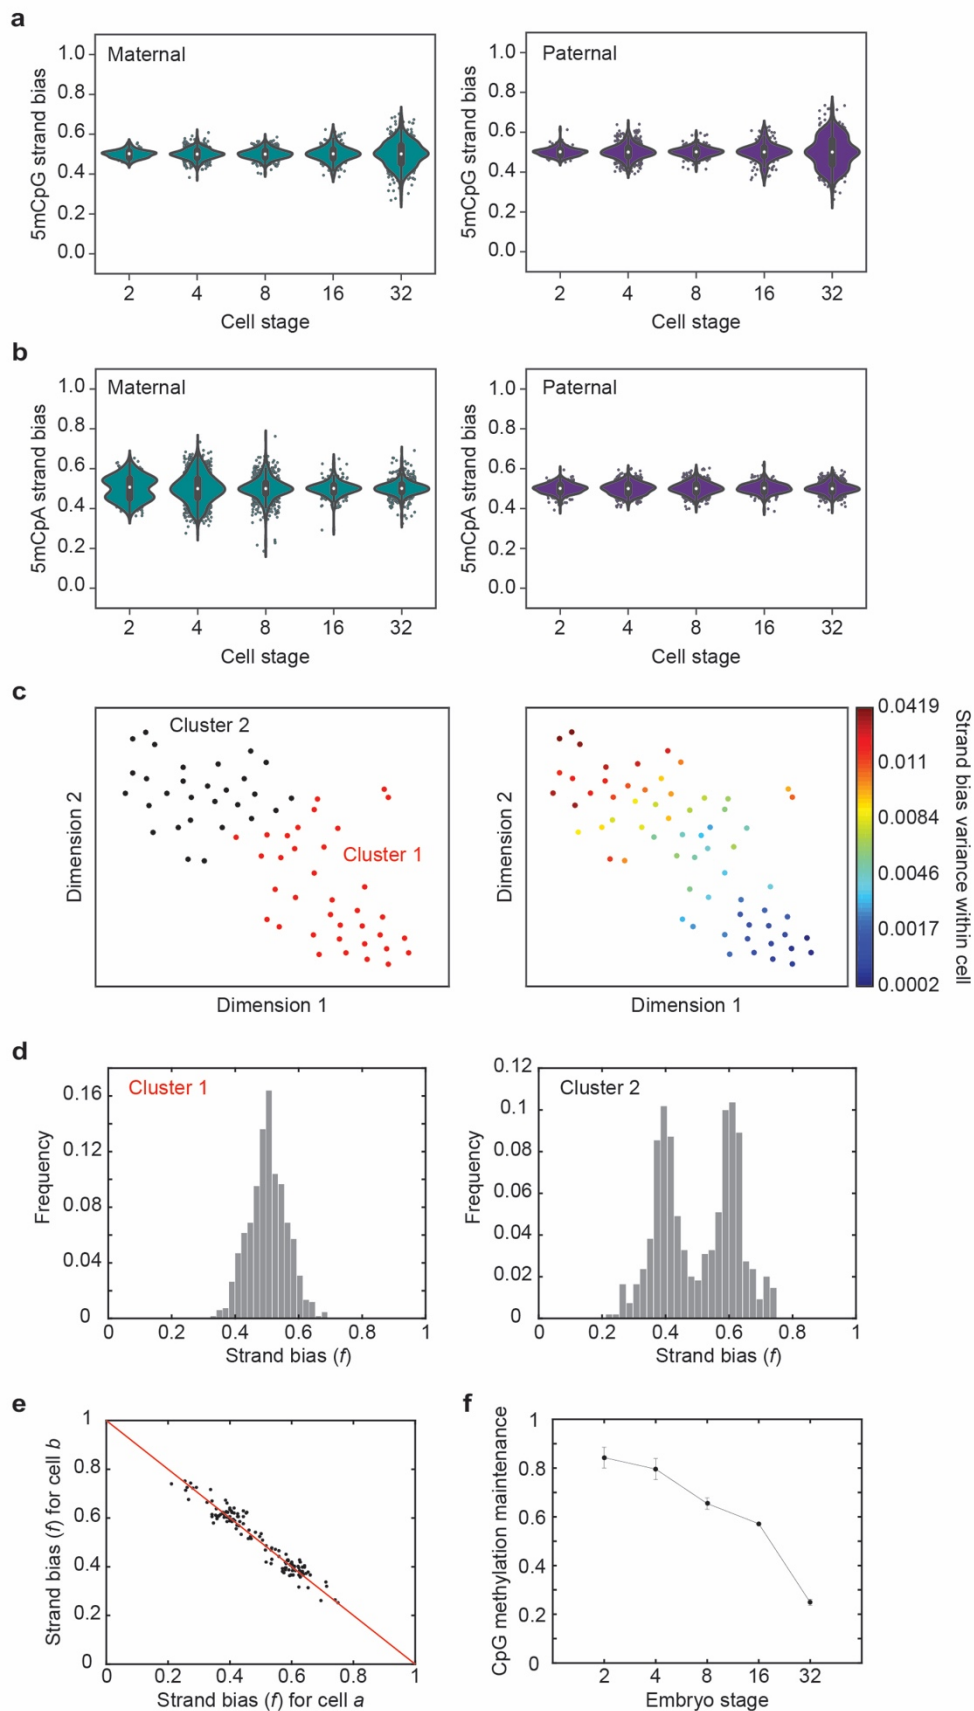 a
Maternal
Paternal
5mCpG strand bias
1.0
0.8
0.6
0.4
0.2
0.0
2 4 8 16 32
Cell stage
5mCpG strand bias
1.0
0.8
0.6
0.4
0.2
0.0
2 4 8 16 32
Cell stage
b
Maternal
Paternal
5mCpA strand bias
1.0
0.8
0.6
0.4
0.2
0.0
2 4 8 16 32
Cell stage
5mCpA strand bias
1.0
0.8
0.6
0.4
0.2
0.0
2 4 8 16 32
Cell stage
c
Cluster 2
Cluster 1
Dimension 2
Dimension 1
Dimension 2
Dimension 1
0.0419
0.011
0.0084
0.0046
0.0017
0.0002
Strand bias variance within cell
d
Cluster 1
Frequency
0.16
0.12
0.08
0.04
0
0 0.2 0.4 0.6 0.8 1
Strand bias (f)
Cluster 2
Frequency
0.12
0.1
0.08
0.06
0.04
0.02
0
0 0.2 0.4 0.6 0.8 1
Strand bias (f)
e
Strand bias (f) for cell b
1
0.8
0.6
0.4
0.2
0
0 0.2 0.4 0.6 0.8 1
Strand bias (f) for cell a
f
CpG methylation maintenance
1
0.8
0.6
0.4
0.2
0
2 4 8 16 32
Embryo stage